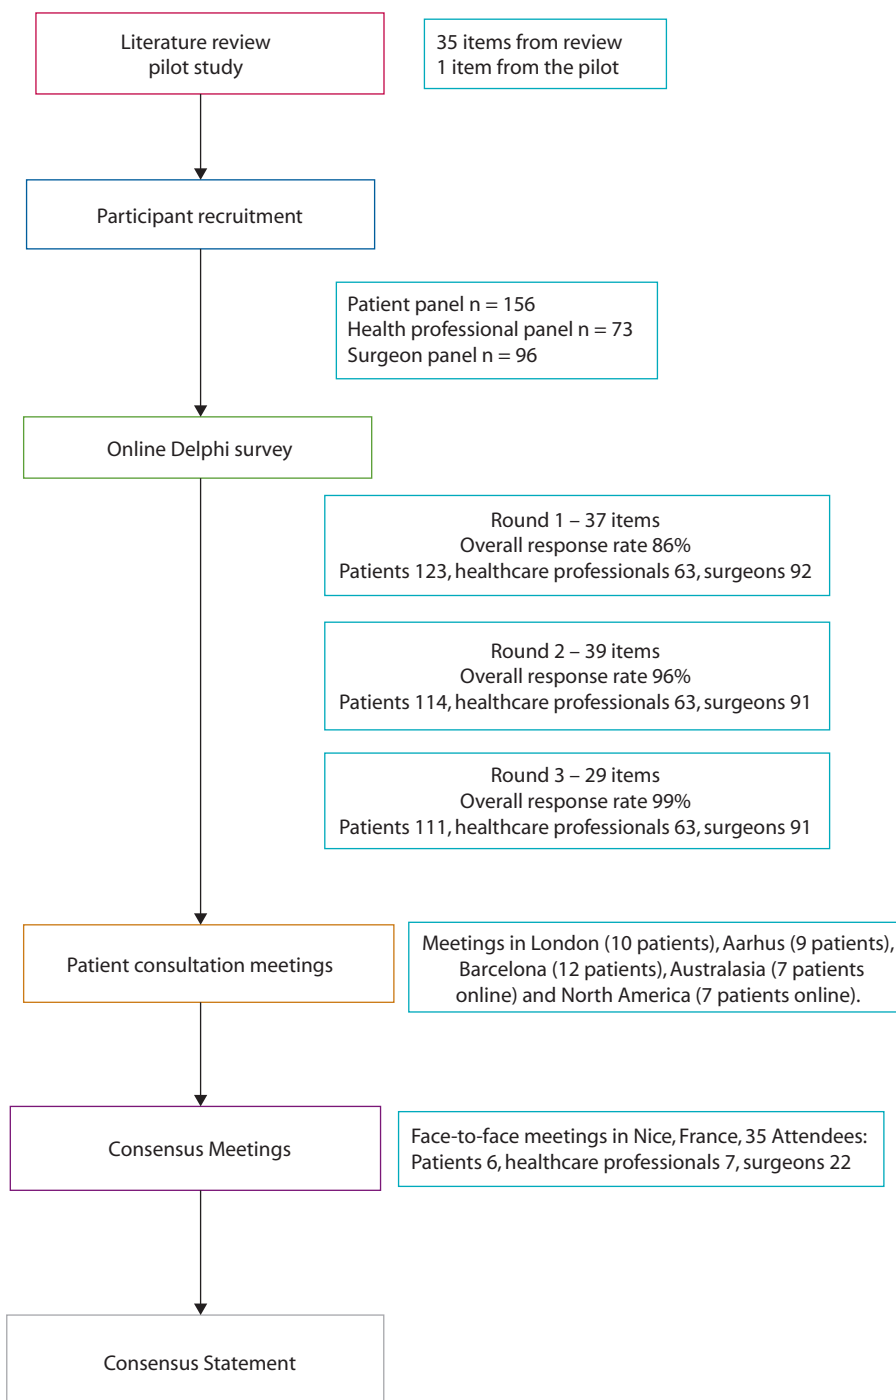 Literature review
pilot study
35 items from review
1 item from the pilot
Participant recruitment
Patient panel n = 156
Health professional panel n = 73
Surgeon panel n = 96
Online Delphi survey
Round 1 – 37 items
Overall response rate 86%
Patients 123, healthcare professionals 63, surgeons 92
Round 2 – 39 items
Overall response rate 96%
Patients 114, healthcare professionals 63, surgeons 91
Round 3 – 29 items
Overall response rate 99%
Patients 111, healthcare professionals 63, surgeons 91
Patient consultation meetings
Meetings in London (10 patients), Aarhus (9 patients),
Barcelona (12 patients), Australasia (7 patients
online) and North America (7 patients online).
Consensus Meetings
Face-to-face meetings in Nice, France, 35 Attendees:
Patients 6, healthcare professionals 7, surgeons 22
Consensus Statement